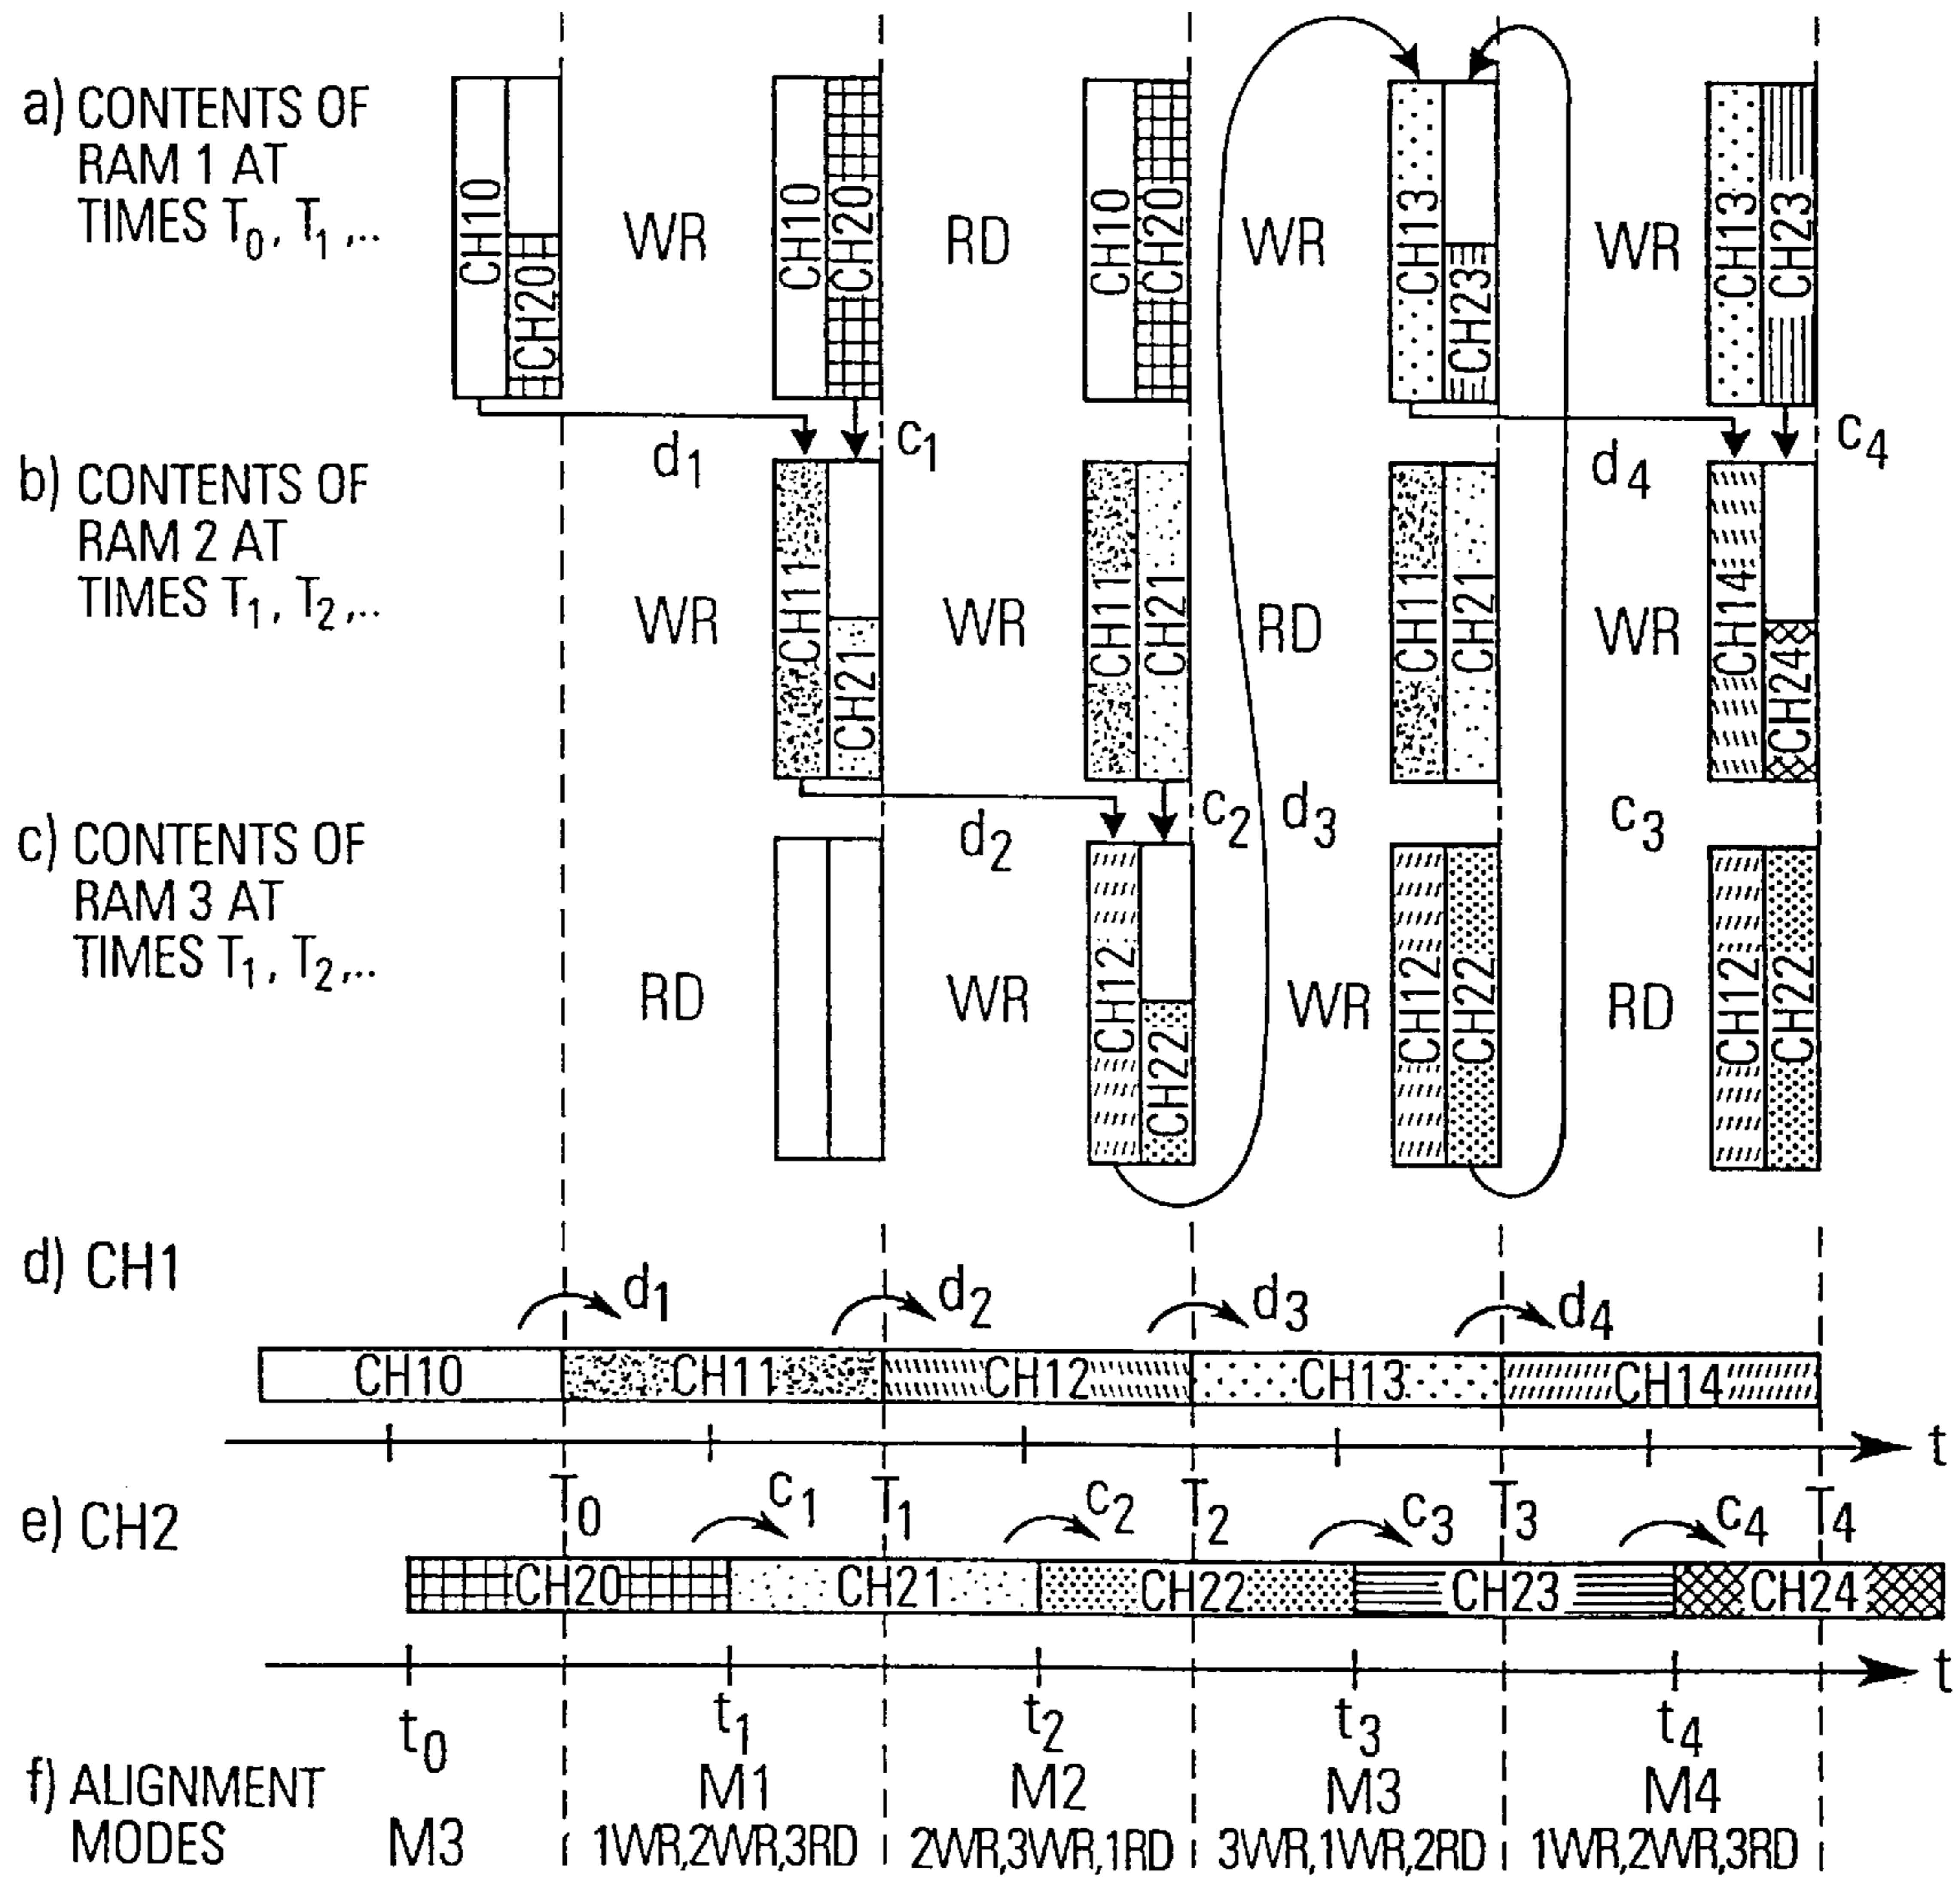 a) CONTENTS OF
RAM 1 AT
TIMES T0, T1,..
CH10
CH20
WR
CH10
CH20
RD
CH10
CH20
WR
CH13
CH23
WR
CH13
CH23
d1
c1
d4
c4
b) CONTENTS OF
RAM 2 AT
TIMES T1, T2,..
WR
CH11
CH21
WR
CH11
CH21
RD
CH11
CH21
WR
CH14
CH24
d2
c2
d3
c3
c) CONTENTS OF
RAM 3 AT
TIMES T1, T2,..
RD
WR
CH12
CH22
WR
CH12
CH22
RD
CH12
CH22
d) CH1
d1
d2
d3
d4
CH10
CH11
CH12
CH13
CH14
t
T0
T1
T2
T3
T4
e) CH2
c1
c2
c3
c4
CH20
CH21
CH22
CH23
CH24
t
t0
t1
t2
t3
t4
f) ALIGNMENT
MODES
M3
M1
1WR,2WR,3RD
M2
2WR,3WR,1RD
M3
3WR,1WR,2RD
M4
1WR,2WR,3RD